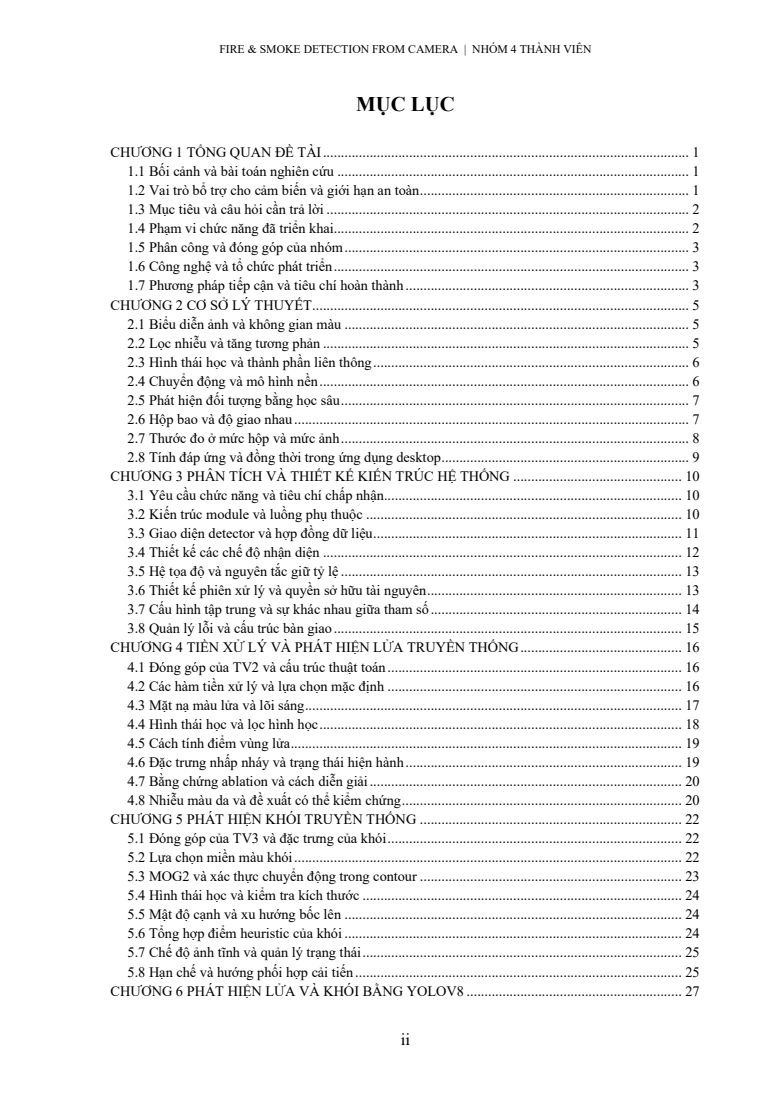 FIRE & SMOKE DETECTION FROM CAMERA | NHÓM 4 THÀNH VIÊN
MỤC LỤC
CHƯƠNG 1 TỔNG QUAN ĐỀ TÀI ........ 1
1.1 Bối cảnh và bài toán nghiên cứu ........ 1
1.2 Vai trò bổ trợ cho cảm biến và giới hạn an toàn ........ 1
1.3 Mục tiêu và câu hỏi cần trả lời ........ 2
1.4 Phạm vi chức năng đã triển khai ........ 2
1.5 Phân công và đóng góp của nhóm ........ 3
1.6 Công nghệ và tổ chức phát triển ........ 3
1.7 Phương pháp tiếp cận và tiêu chí hoàn thành ........ 3
CHƯƠNG 2 CƠ SỞ LÝ THUYẾT ........ 5
2.1 Biểu diễn ảnh và không gian màu ........ 5
2.2 Lọc nhiễu và tăng tương phản ........ 5
2.3 Hình thái học và thành phần liên thông ........ 6
2.4 Chuyển động và mô hình nền ........ 6
2.5 Phát hiện đối tượng bằng học sâu ........ 7
2.6 Hộp bao và độ giao nhau ........ 7
2.7 Thước đo ở mức hộp và mức ảnh ........ 8
2.8 Tính đáp ứng và đồng thời trong ứng dụng desktop ........ 9
CHƯƠNG 3 PHÂN TÍCH VÀ THIẾT KẾ KIẾN TRÚC HỆ THỐNG ........ 10
3.1 Yêu cầu chức năng và tiêu chí chấp nhận ........ 10
3.2 Kiến trúc module và luồng phụ thuộc ........ 10
3.3 Giao diện detector và hợp đồng dữ liệu ........ 11
3.4 Thiết kế các chế độ nhận diện ........ 12
3.5 Hệ tọa độ và nguyên tắc giữ tỷ lệ ........ 13
3.6 Thiết kế phiên xử lý và quyền sở hữu tài nguyên ........ 13
3.7 Cấu hình tập trung và sự khác nhau giữa tham số ........ 14
3.8 Quản lý lỗi và cấu trúc bàn giao ........ 15
CHƯƠNG 4 TIỀN XỬ LÝ VÀ PHÁT HIỆN LỬA TRUYỀN THỐNG ........ 16
4.1 Đóng góp của TV2 và cấu trúc thuật toán ........ 16
4.2 Các hàm tiền xử lý và lựa chọn mặc định ........ 16
4.3 Mặt nạ màu lửa và lõi sáng ........ 17
4.4 Hình thái học và lọc hình học ........ 18
4.5 Cách tính điểm vùng lửa ........ 19
4.6 Đặc trưng nhấp nháy và trạng thái hiện hành ........ 19
4.7 Bằng chứng ablation và cách diễn giải ........ 20
4.8 Nhiễu màu da và đề xuất có thể kiểm chứng ........ 20
CHƯƠNG 5 PHÁT HIỆN KHÓI TRUYỀN THỐNG ........ 22
5.1 Đóng góp của TV3 và đặc trưng của khói ........ 22
5.2 Lựa chọn miền màu khói ........ 22
5.3 MOG2 và xác thực chuyển động trong contour ........ 23
5.4 Hình thái học và kiểm tra kích thước ........ 24
5.5 Mật độ cạnh và xu hướng bốc lên ........ 24
5.6 Tổng hợp điểm heuristic của khói ........ 24
5.7 Chế độ ảnh tĩnh và quản lý trạng thái ........ 25
5.8 Hạn chế và hướng phối hợp cải tiến ........ 25
CHƯƠNG 6 PHÁT HIỆN LỬA VÀ KHÓI BẰNG YOLOV8 ........ 27
ii